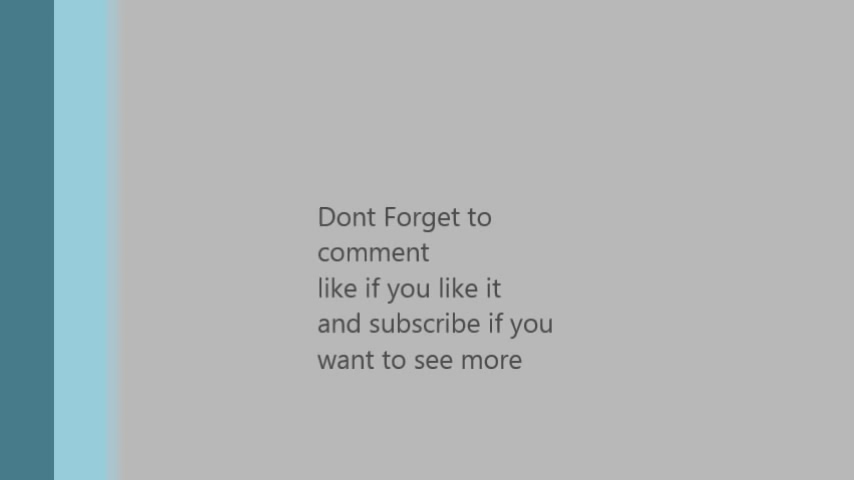 Dont Forget to
comment
like if you like it
and subscribe if you
want to see more